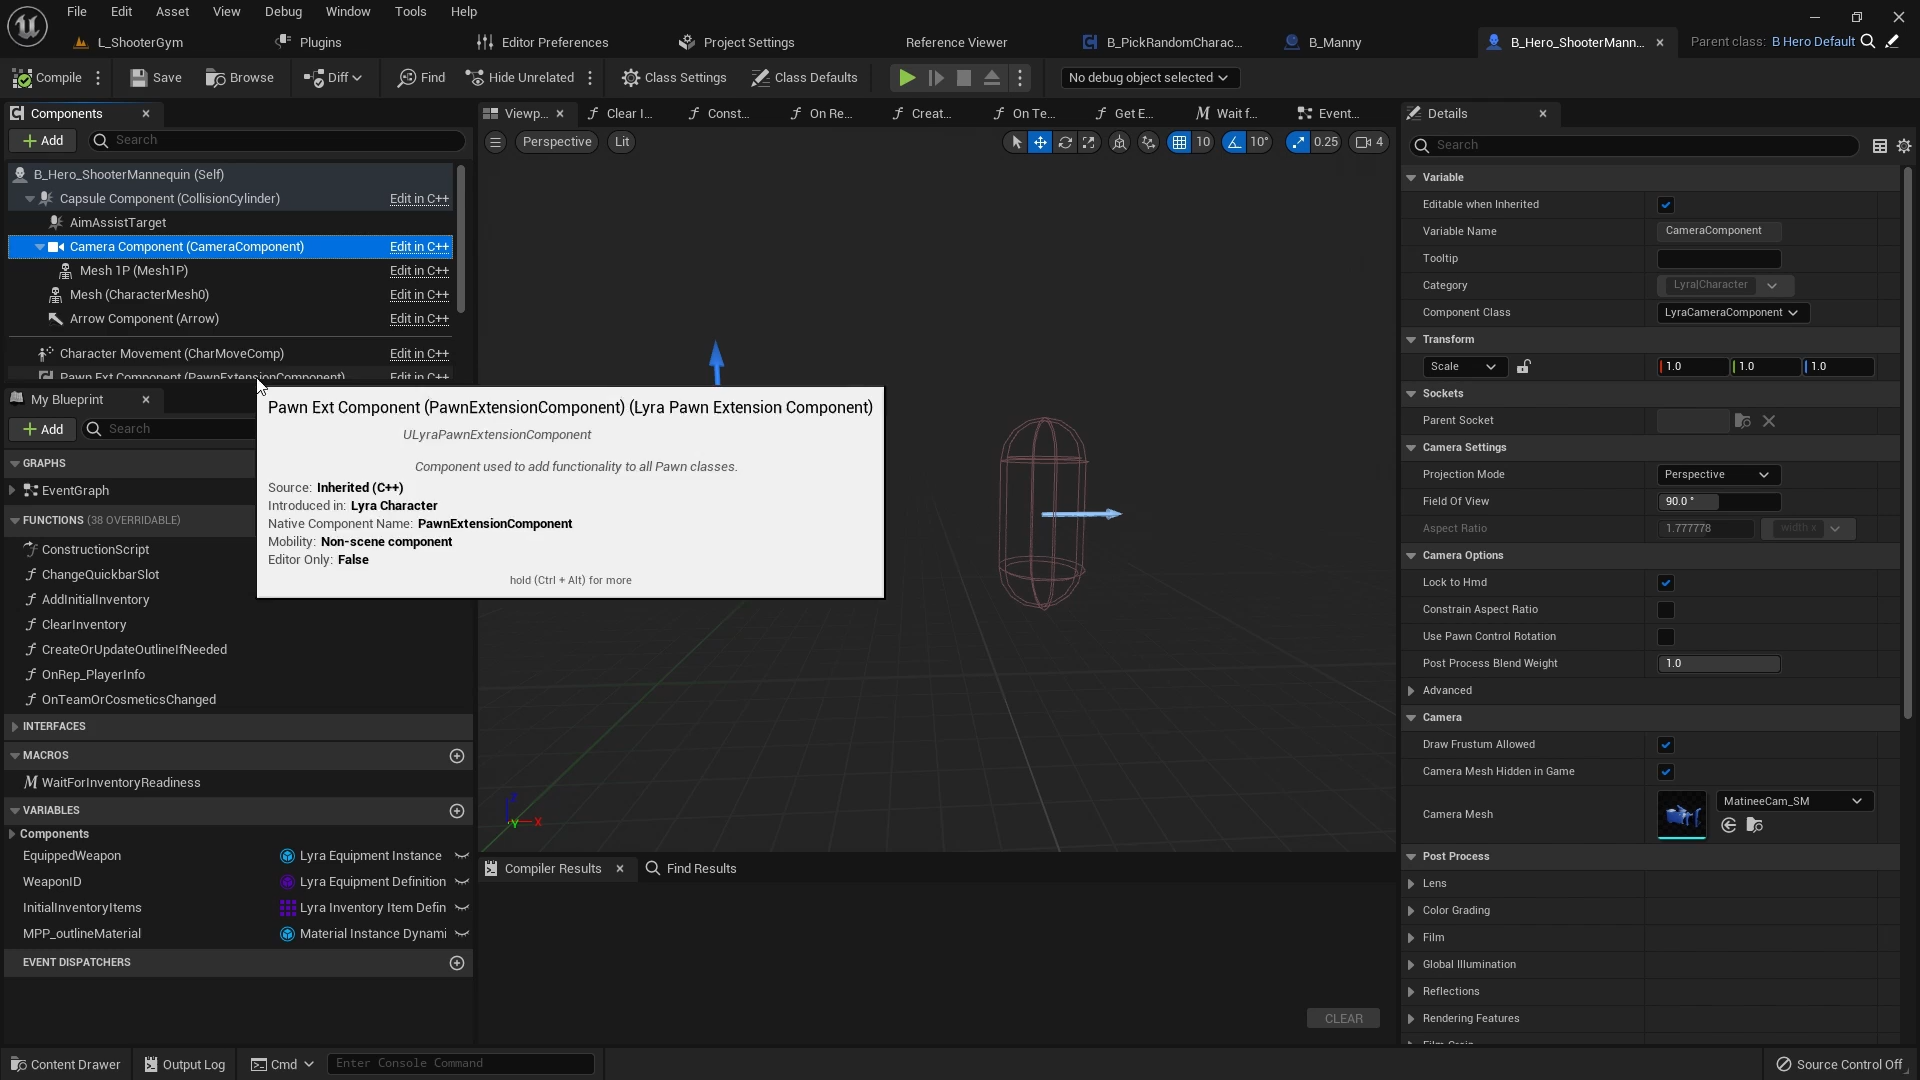 File Edit Asset View Debug Window Tools Help
L_ShooterGym Plugins Editor Preferences Project Settings Reference Viewer B_PickRandomCharac... B_Manny B_Hero_ShooterMann... Parent class: B Hero Default
Compile Save Browse Diff Find Hide Unrelated Class Settings Class Defaults No debug object selected
Components
Add Search
B_Hero_ShooterMannequin (Self)
Capsule Component (CollisionCylinder) Edit in C++
AimAssistTarget
Camera Component (CameraComponent) Edit in C++
Mesh 1P (Mesh1P) Edit in C++
Mesh (CharacterMesh0) Edit in C++
Arrow Component (Arrow) Edit in C++
Character Movement (CharMoveComp) Edit in C++
Pawn Ext Component (PawnExtensionComponent) Edit in C++
My Blueprint
Add Search
GRAPHS
EventGraph
FUNCTIONS (38 OVERRIDABLE)
ConstructionScript
ChangeQuickbarSlot
AddInitialInventory
ClearInventory
CreateOrUpdateOutlineIfNeeded
OnRep_PlayerInfo
OnTeamOrCosmeticsChanged
INTERFACES
MACROS
WaitForInventoryReadiness
VARIABLES
Components
EquippedWeapon Lyra Equipment Instance
WeaponID Lyra Equipment Definition
InitialInventoryItems Lyra Inventory Item Defin
MPP_outlineMaterial Material Instance Dynami
EVENT DISPATCHERS
Viewp... Clear I... Const... On Re... Creat... On Te... Get E... Wait f... Event...
Perspective Lit 10 10° 0.25 4
Pawn Ext Component (PawnExtensionComponent) (Lyra Pawn Extension Component)
ULyraPawnExtensionComponent
Component used to add functionality to all Pawn classes.
Source: Inherited (C++)
Introduced in: Lyra Character
Native Component Name: PawnExtensionComponent
Mobility: Non-scene component
Editor Only: False
hold (Ctrl + Alt) for more
Z
Y X
Compiler Results Find Results
CLEAR
Details
Search
Variable
Editable when Inherited
Variable Name CameraComponent
Tooltip
Category Lyra|Character
Component Class LyraCameraComponent
Transform
Scale 1.0 1.0 1.0
Sockets
Parent Socket
Camera Settings
Projection Mode Perspective
Field Of View 90.0 °
Aspect Ratio 1.777778 width x
Camera Options
Lock to Hmd
Constrain Aspect Ratio
Use Pawn Control Rotation
Post Process Blend Weight 1.0
Advanced
Camera
Draw Frustum Allowed
Camera Mesh Hidden in Game
Camera Mesh MatineeCam_SM
Post Process
Lens
Color Grading
Film
Global Illumination
Reflections
Rendering Features
Film Grain
Content Drawer Output Log Cmd Enter Console Command Source Control Off